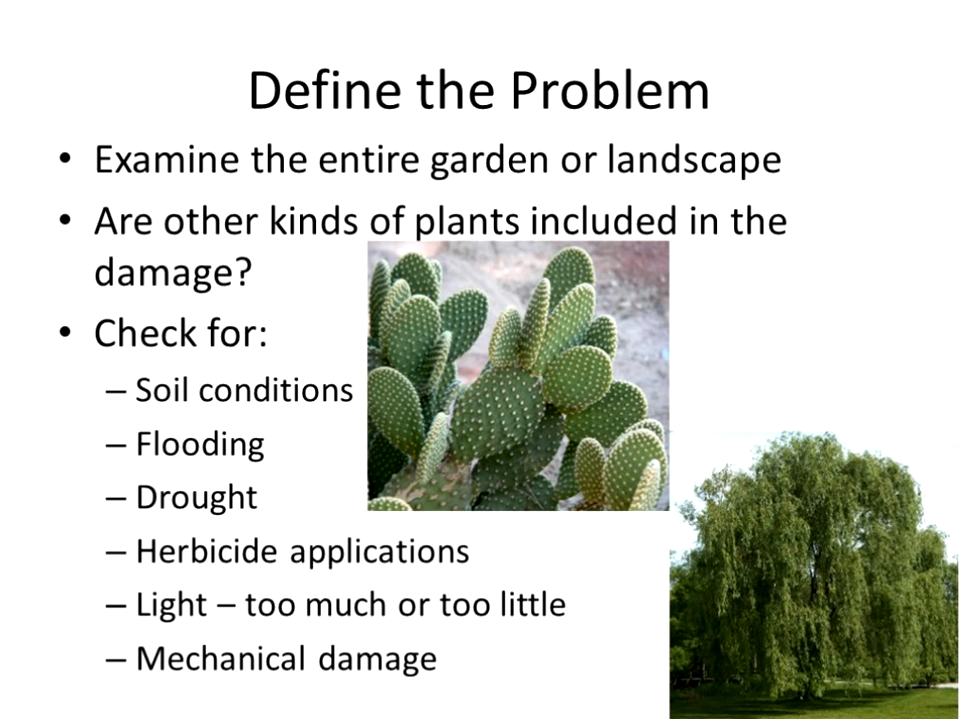 Define the Problem
• Examine the entire garden or landscape
• Are other kinds of plants included in the
damage?
• Check for:
– Soil conditions
– Flooding
– Drought
– Herbicide applications
– Light – too much or too little
– Mechanical damage